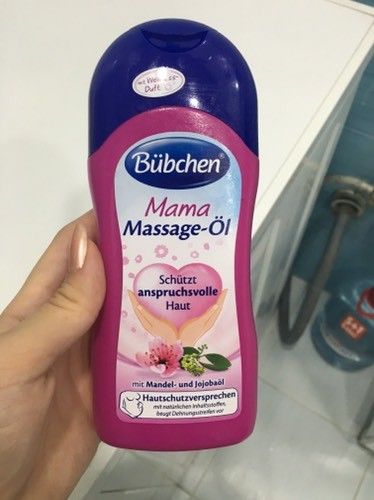 mit Wellness-
Duft
Bübchen
Mama
Massage-Öl
Schützt
anspruchsvolle
Haut
mit Mandel- und Jojobaöl
Hautschutzversprechen
mit natürlichen Inhaltsstoffen,
beugt Dehnungsstreifen vor